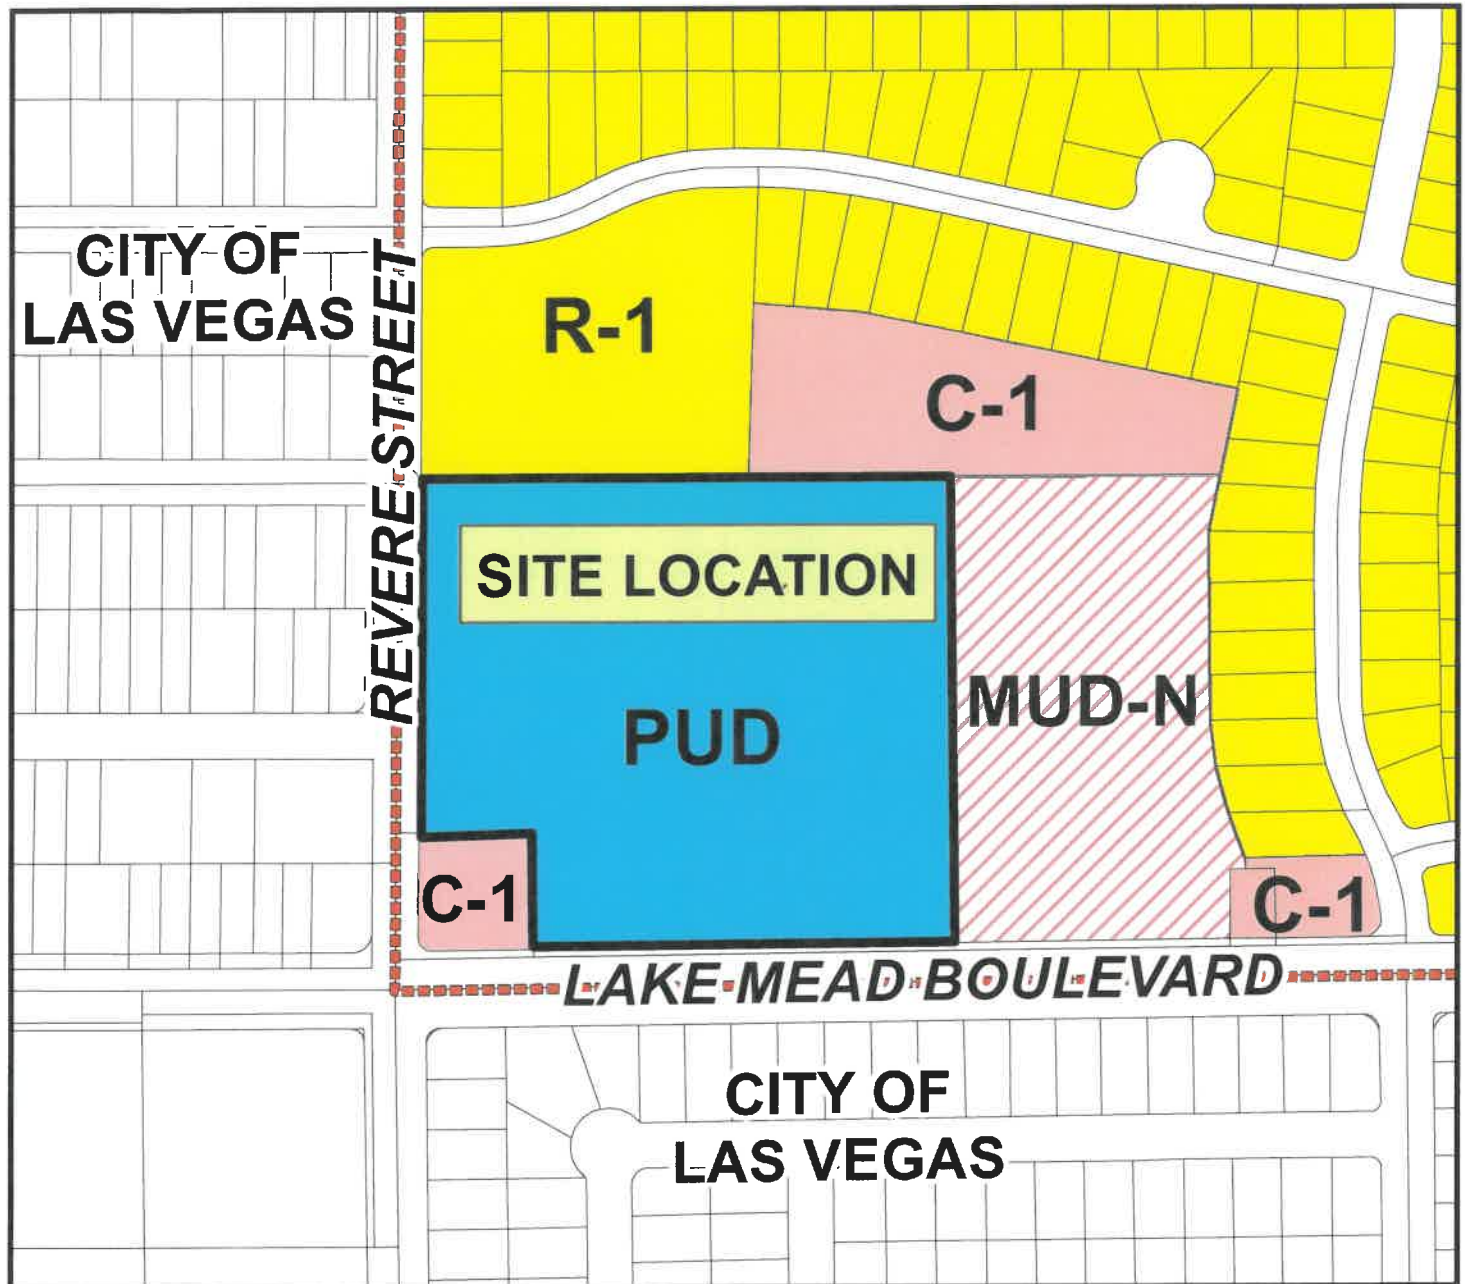 CITY OF
LAS VEGAS
REVERE STREET
R-1
C-1
SITE LOCATION
PUD
MUD-N
C-1
C-1
LAKE MEAD BOULEVARD
CITY OF
LAS VEGAS